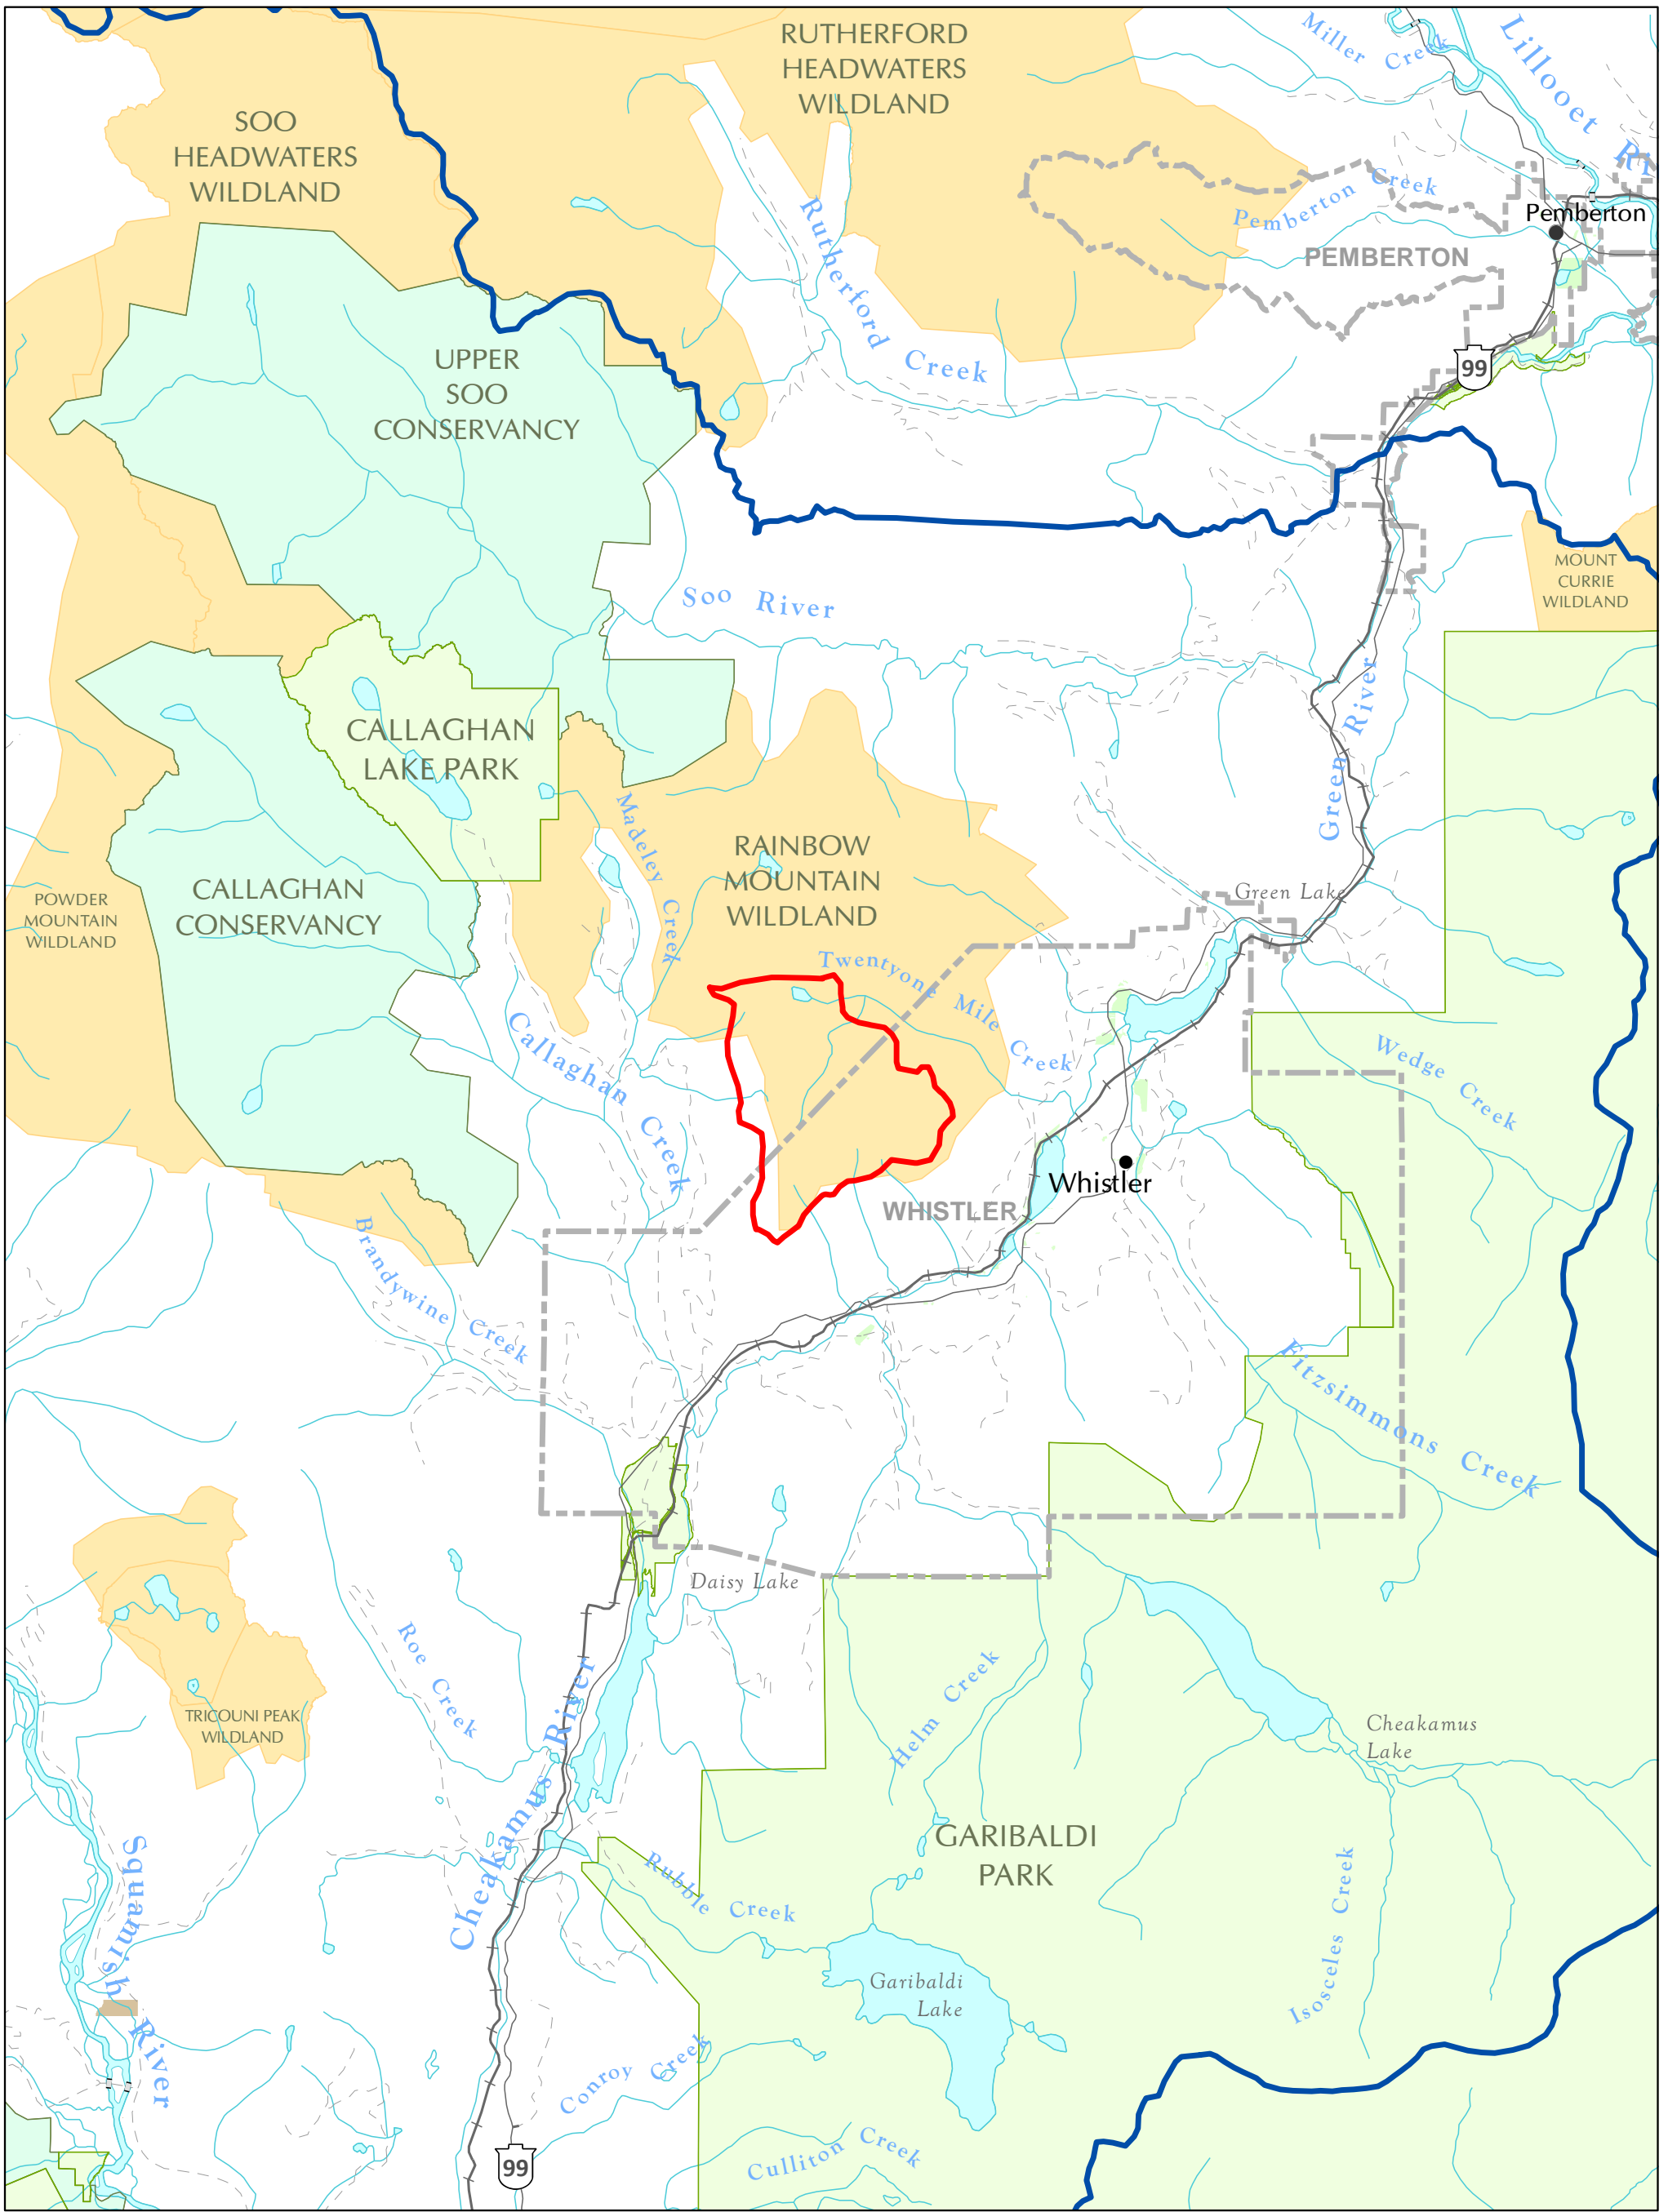 RUTHERFORD
HEADWATERS
WILDLAND
Miller Creek
Lillooet Ri
SOO
HEADWATERS
WILDLAND
Pemberton Creek
Pemberton
PEMBERTON
Rutherford Creek
99
UPPER
SOO
CONSERVANCY
MOUNT
CURRIE
WILDLAND
Soo River
Green River
CALLAGHAN
LAKE PARK
Madeley Creek
RAINBOW
MOUNTAIN
WILDLAND
Green Lake
POWDER
MOUNTAIN
WILDLAND
CALLAGHAN
CONSERVANCY
Twentyone Mile Creek
Callaghan Creek
Wedge Creek
Whistler
WHISTLER
Brandywine Creek
Fitzsimmons Creek
Daisy Lake
Roe Creek
Helm Creek
TRICOUNI PEAK
WILDLAND
Cheakamus River
Cheakamus
Lake
GARIBALDI
PARK
Squamish River
Rubble Creek
Isosceles Creek
Garibaldi
Lake
Conroy Creek
Culliton Creek
99